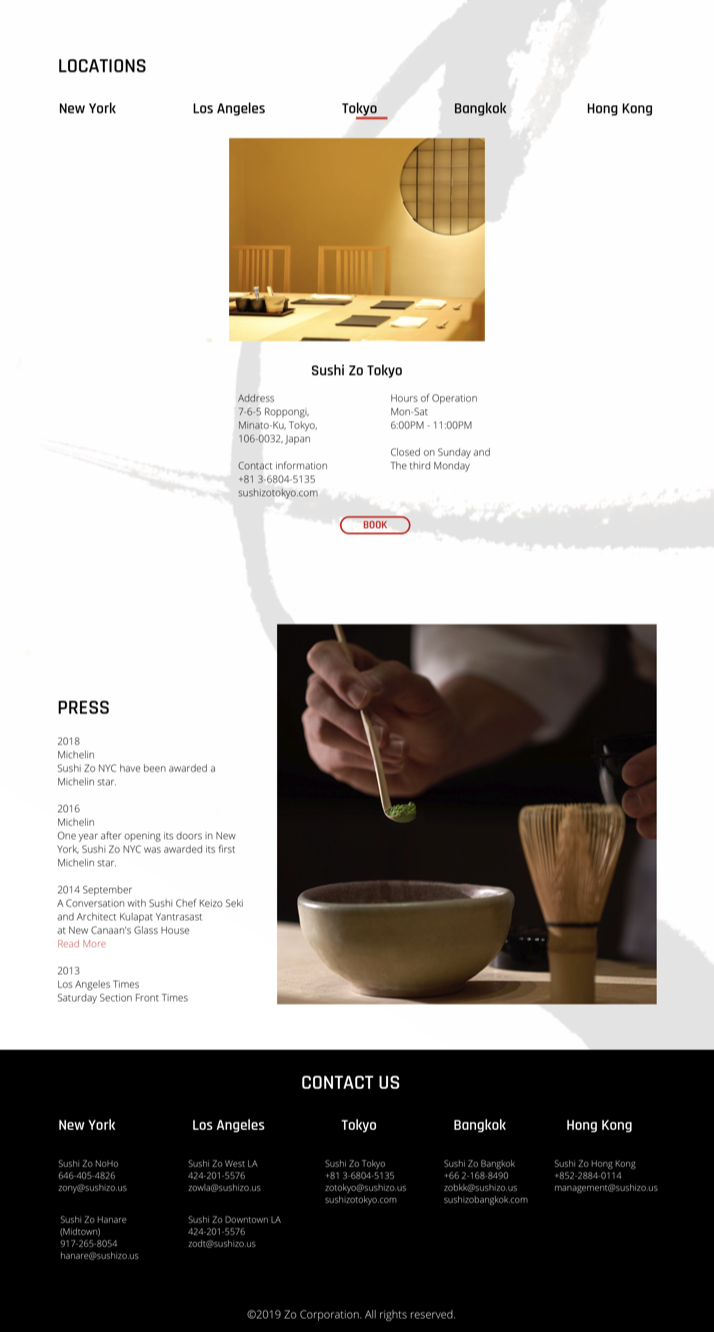 LOCATIONS
New York
Los Angeles
Tokyo
Bangkok
Hong Kong
Sushi Zo Tokyo
Address
7-6-5 Roppongi,
Minato-Ku, Tokyo,
106-0032, Japan
Contact information
+81 3-6804-5135
sushizotokyo.com
Hours of Operation
Mon-Sat
6:00PM - 11:00PM
Closed on Sunday and
The third Monday
BOOK
PRESS
2018
Michelin
Sushi Zo NYC have been awarded a
Michelin star.
2016
Michelin
One year after opening its doors in New
York, Sushi Zo NYC was awarded its first
Michelin star.
2014 September
A Conversation with Sushi Chef Keizo Seki
and Architect Kulapat Yantrasast
at New Canaan's Glass House
Read More
2013
Los Angeles Times
Saturday Section Front Times
CONTACT US
New York
Sushi Zo NoHo
646-405-4826
zony@sushizo.us
Sushi Zo Hanare
(Midtown)
917-265-8054
hanare@sushizo.us
Los Angeles
Sushi Zo West LA
424-201-5576
zowla@sushizo.us
Sushi Zo Downtown LA
424-201-5576
zodt@sushizo.us
Tokyo
Sushi Zo Tokyo
+81 3-6804-5135
zotokyo@sushizo.us
sushizotokyo.com
Bangkok
Sushi Zo Bangkok
+66 2-168-8490
zobkk@sushizo.us
sushizobangkok.com
Hong Kong
Sushi Zo Hong Kong
+852-2884-0114
management@sushizo.us
©2019 Zo Corporation. All rights reserved.